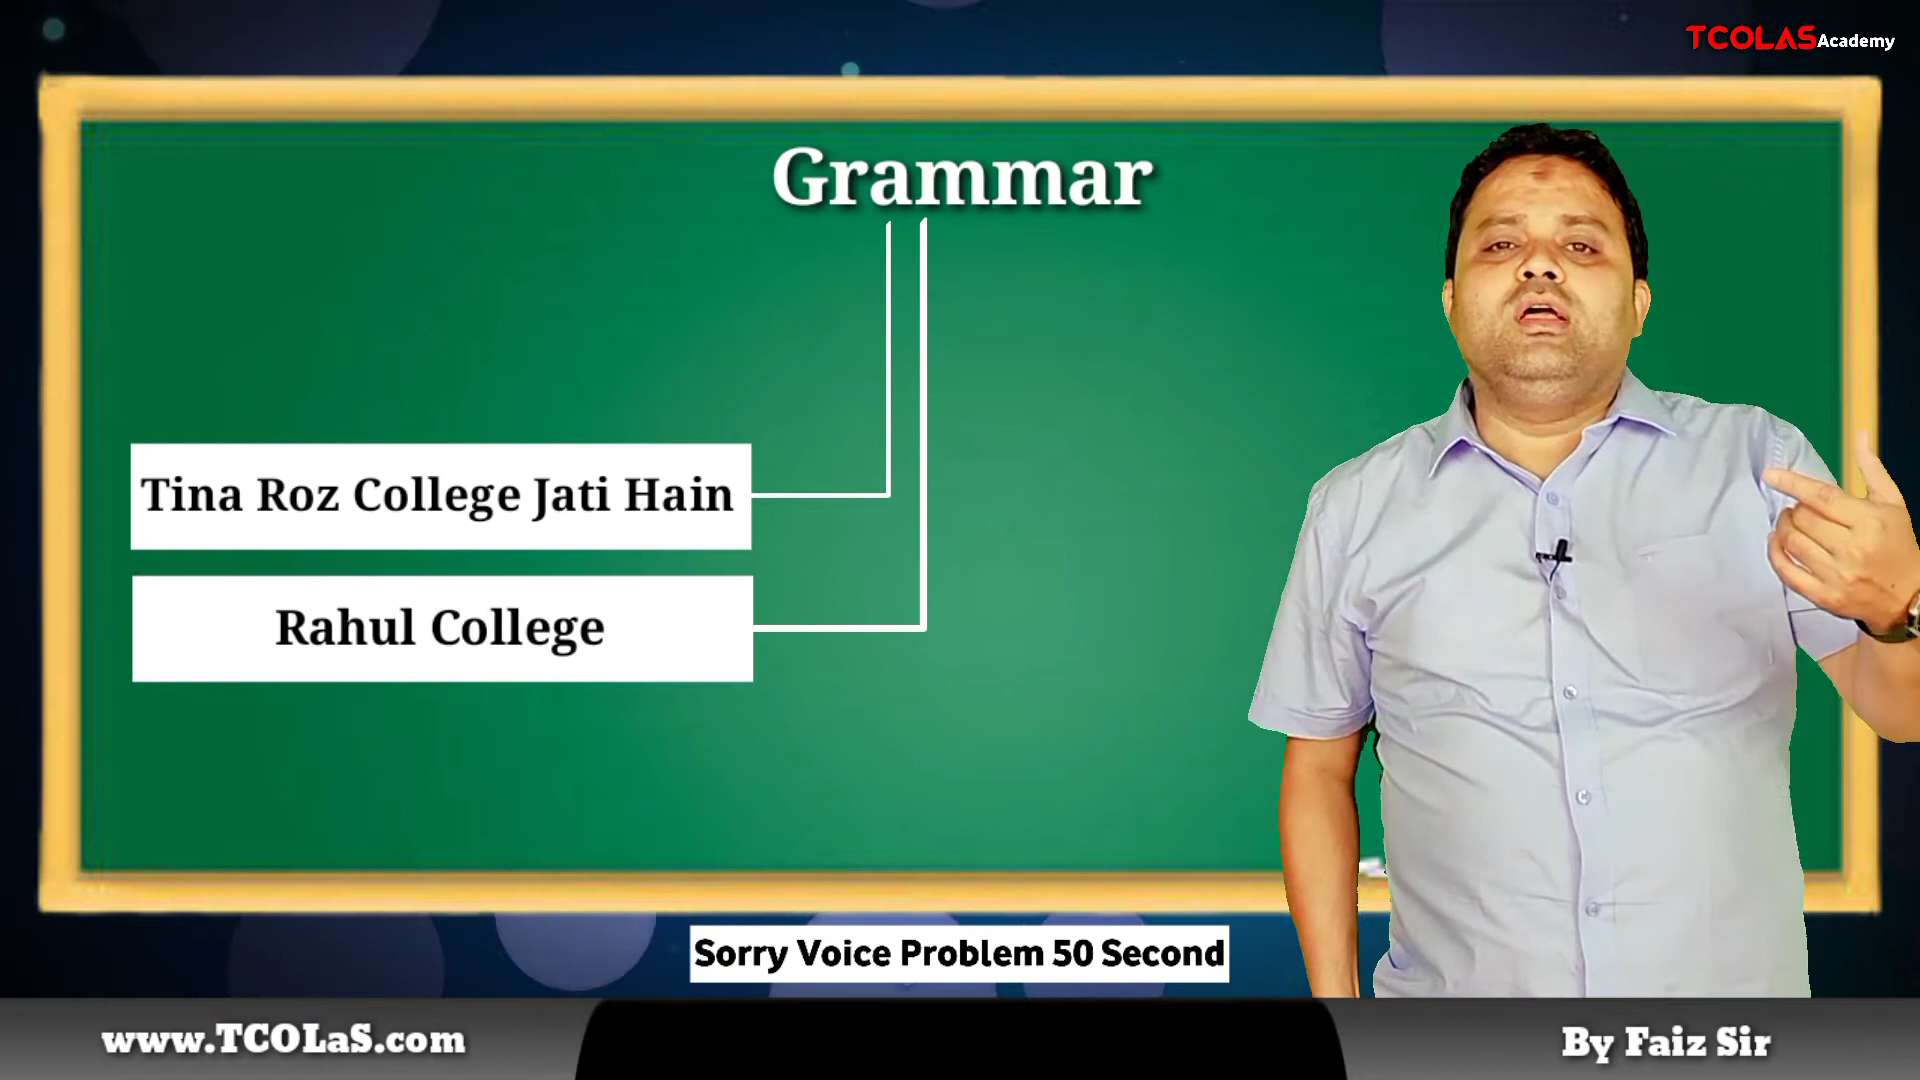 TCOLAS Academy
Grammar
Tina Roz College Jati Hain
Rahul College
Sorry Voice Problem 50 Second
www.TCOLaS.com
By Faiz Sir